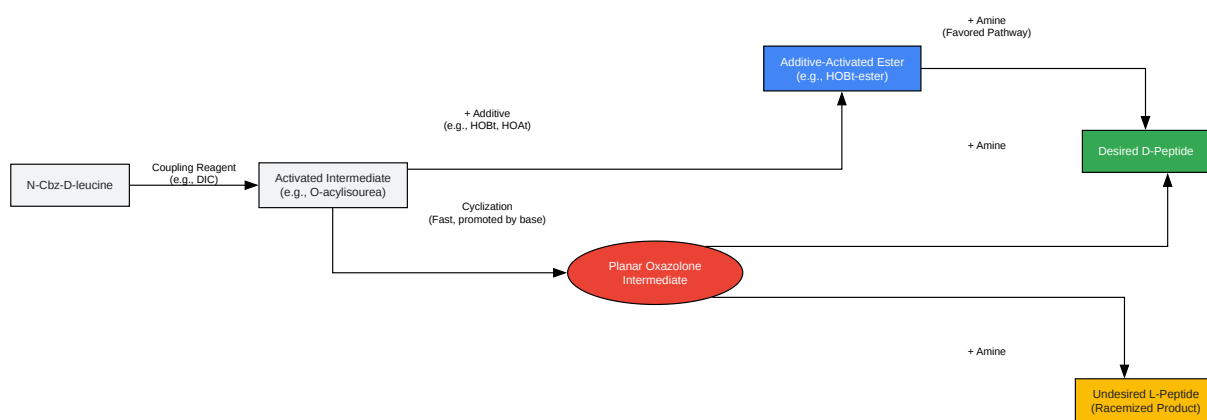 + Amine
(Favored Pathway)
Additive-Activated Ester
(e.g., HOBt-ester)
+ Additive
(e.g., HOBt, HOAt)
+ Amine
Desired D-Peptide
Coupling Reagent
(e.g., DIC)
N-Cbz-D-leucine
Activated Intermediate
(e.g., O-acylisourea)
Cyclization
(Fast, promoted by base)
Planar Oxazolone
Intermediate
+ Amine
Undesired L-Peptide
(Racemized Product)